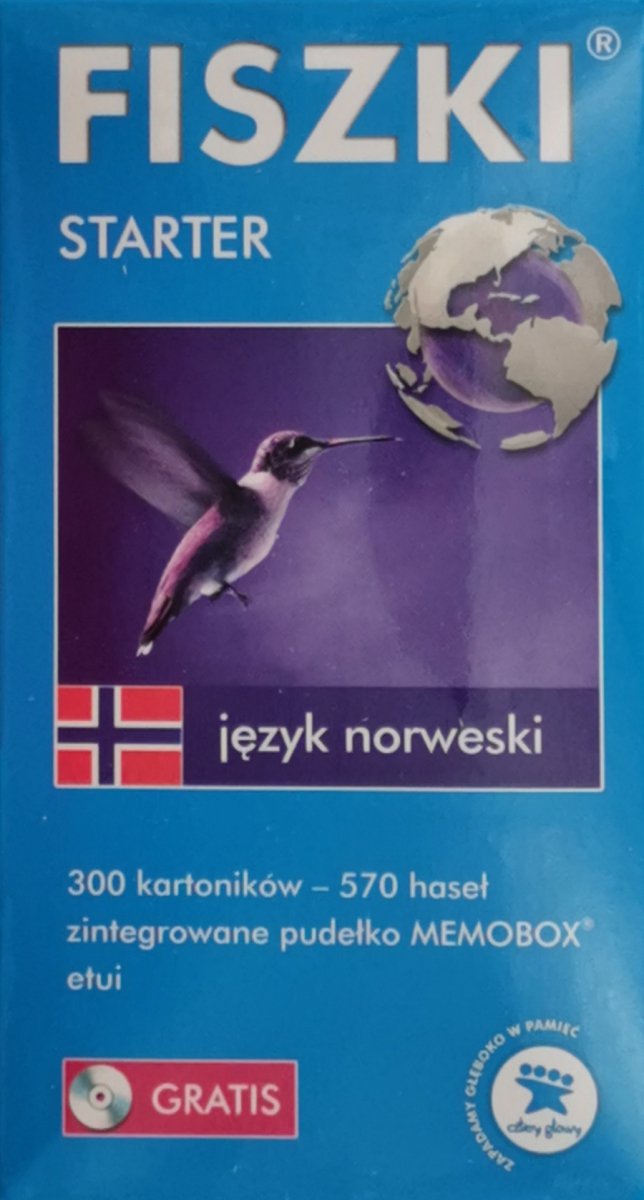 FISZKI®
STARTER
język norweski
300 kartoników – 570 haseł
zintegrowane pudełko MEMOBOX®
etui
GRATIS
ZAPADAMY GŁĘBOKO W PAMIĘĆ
cztery głowy